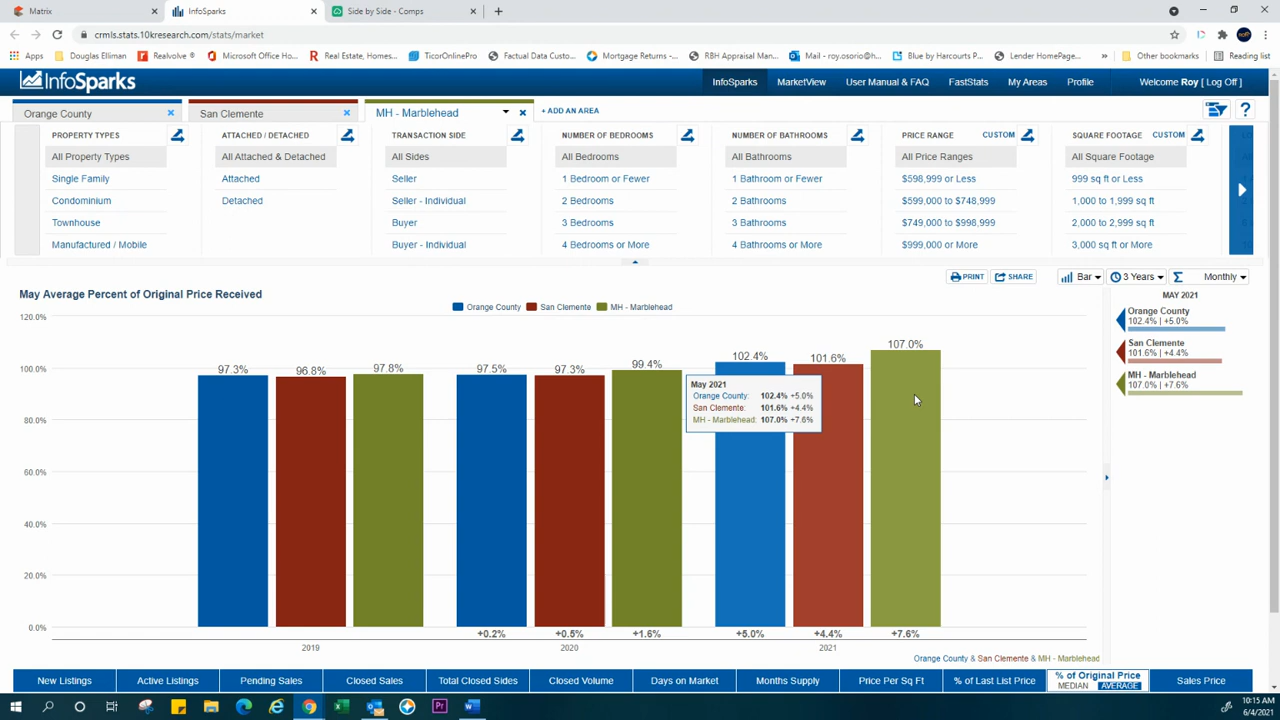 Matrix
InfoSparks
Side by Side - Comps
crmls.stats.10kresearch.com/stats/market
Apps
Douglas Elliman
Realvolve ®
Microsoft Office Ho...
Real Estate, Homes...
TicorOnlinePro
Factual Data Custo...
Mortgage Returns -...
RBH Appraisal Man...
Mail - roy.osorio@h...
Blue by Harcourts P...
Lender HomePage...
»
Other bookmarks
Reading list
InfoSparks
InfoSparks
MarketView
User Manual & FAQ
FastStats
My Areas
Profile
Welcome Roy [ Log Off ]
Orange County
San Clemente
MH - Marblehead
+ ADD AN AREA
PROPERTY TYPES
All Property Types
Single Family
Condominium
Townhouse
Manufactured / Mobile
ATTACHED / DETACHED
All Attached & Detached
Attached
Detached
TRANSACTION SIDE
All Sides
Seller
Seller - Individual
Buyer
Buyer - Individual
NUMBER OF BEDROOMS
All Bedrooms
1 Bedroom or Fewer
2 Bedrooms
3 Bedrooms
4 Bedrooms or More
NUMBER OF BATHROOMS
All Bathrooms
1 Bathroom or Fewer
2 Bathrooms
3 Bathrooms
4 Bathrooms or More
PRICE RANGE
CUSTOM
All Price Ranges
$598,999 or Less
$599,000 to $748,999
$749,000 to $998,999
$999,000 or More
SQUARE FOOTAGE
CUSTOM
All Square Footage
999 sq ft or Less
1,000 to 1,999 sq ft
2,000 to 2,999 sq ft
3,000 sq ft or More
PRINT
SHARE
Bar
3 Years
Σ Monthly
May Average Percent of Original Price Received
Orange County
San Clemente
MH - Marblehead
120.0%
100.0%
80.0%
60.0%
40.0%
20.0%
0.0%
97.3%
96.8%
97.8%
97.5%
97.3%
99.4%
102.4%
101.6%
107.0%
May 2021
Orange County: 102.4% +5.0%
San Clemente: 101.6% +4.4%
MH - Marblehead: 107.0% +7.6%
+0.2%
+0.5%
+1.6%
+5.0%
+4.4%
+7.6%
2019
2020
2021
Orange County & San Clemente & MH - Marblehead
MAY 2021
Orange County
102.4% | +5.0%
San Clemente
101.6% | +4.4%
MH - Marblehead
107.0% | +7.6%
New Listings
Active Listings
Pending Sales
Closed Sales
Total Closed Sides
Closed Volume
Days on Market
Months Supply
Price Per Sq Ft
% of Last List Price
% of Original Price
MEDIAN
AVERAGE
Sales Price
10:15 AM
6/4/2021